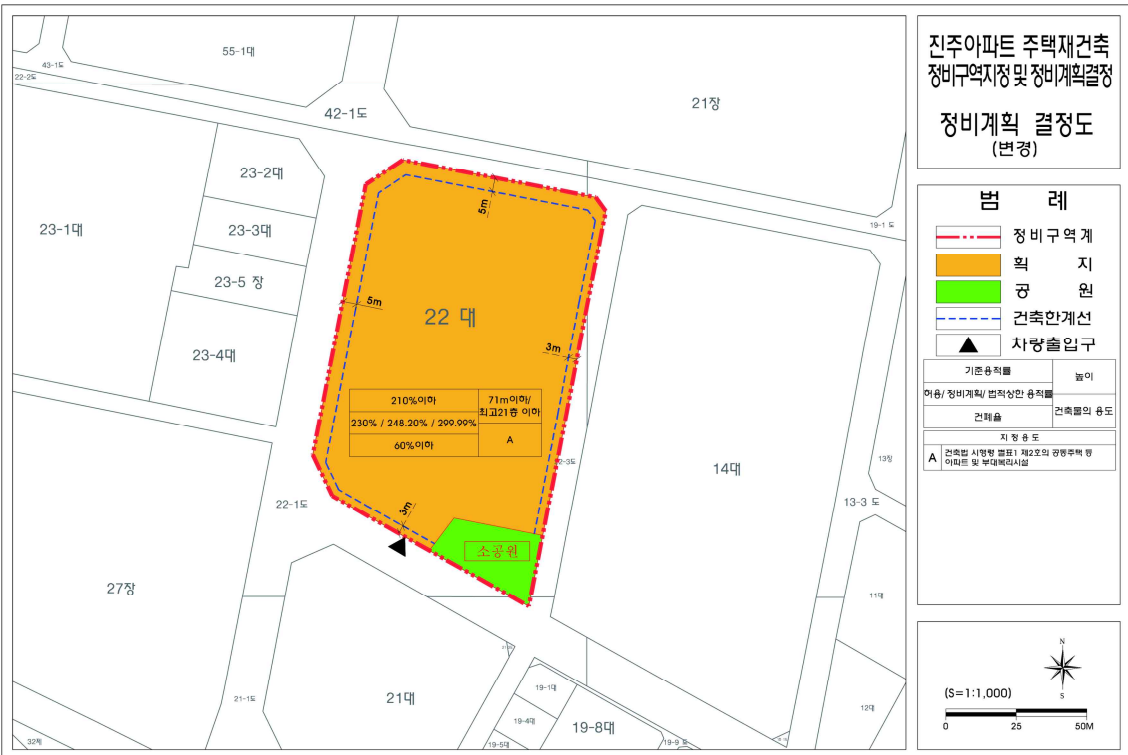 진주아파트 주택재건축
정비구역지정 및 정비계획결정
정비계획 결정도
(변경)
범 례
정비구역계
획 지
공 원
건축한계선
차량출입구
기준용적률
높이
허용/ 정비계획/ 법적상한 용적률
건폐율
건축물의 용도
지 정 용 도
A
건축법 시행령 별표1 제2호의 공동주택 중
아파트 및 부대복리시설
N
S
(S=1:1,000)
0 25 50M
55-1대
43-1도
22-2도
42-1도
21장
23-2대
23-1대
23-3대
23-5 장
23-4대
19-1 도
5m
5m
22 대
3m
210%이하
71m이하/
최고21층 이하
230% / 248.20% / 299.99%
60%이하
A
2-3도
14대
13장
13-3 도
22-1도
3m
소공원
27장
11대
21-1도
21대
19-1대
19-4대
19-5대
19-8대
19-9 도
12대
32제